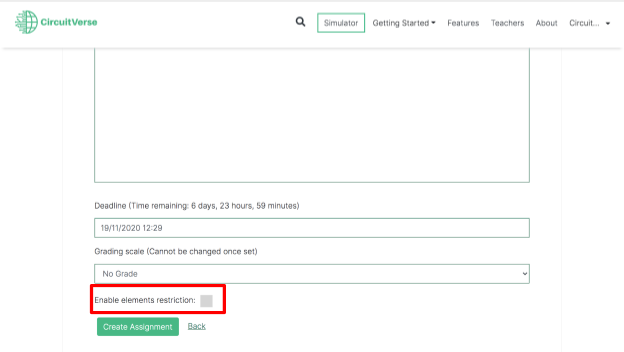 CircuitVerse
Simulator
Getting Started
Features
Teachers
About
Circuit...
Deadline (Time remaining: 6 days, 23 hours, 59 minutes)
19/11/2020 12:29
Grading scale (Cannot be changed once set)
No Grade
Enable elements restriction:
Create Assignment
Back